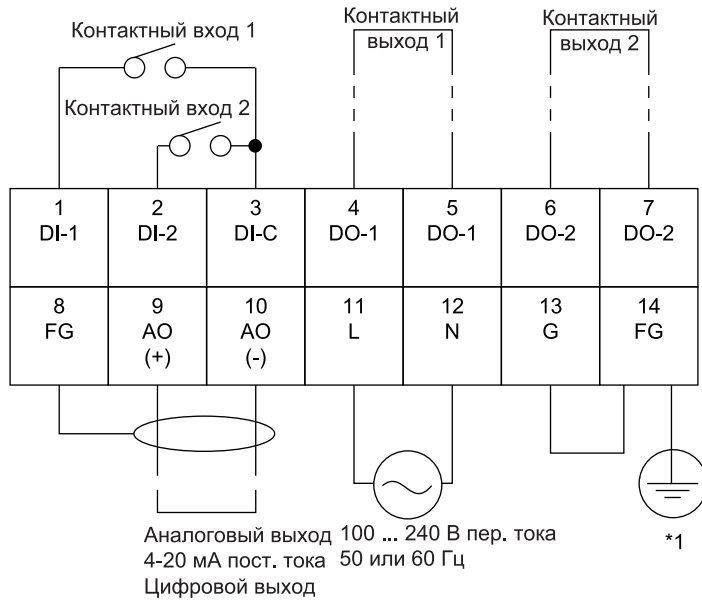 Контактный вход 1
Контактный вход 2
Контактный
выход 1
Контактный
выход 2
1
DI-1
2
DI-2
3
DI-C
4
DO-1
5
DO-1
6
DO-2
7
DO-2
8
FG
9
AO
(+)
10
AO
(-)
11
L
12
N
13
G
14
FG
Аналоговый выход
4-20 мА пост. тока
Цифровой выход
100 ... 240 В пер. тока
50 или 60 Гц
*1